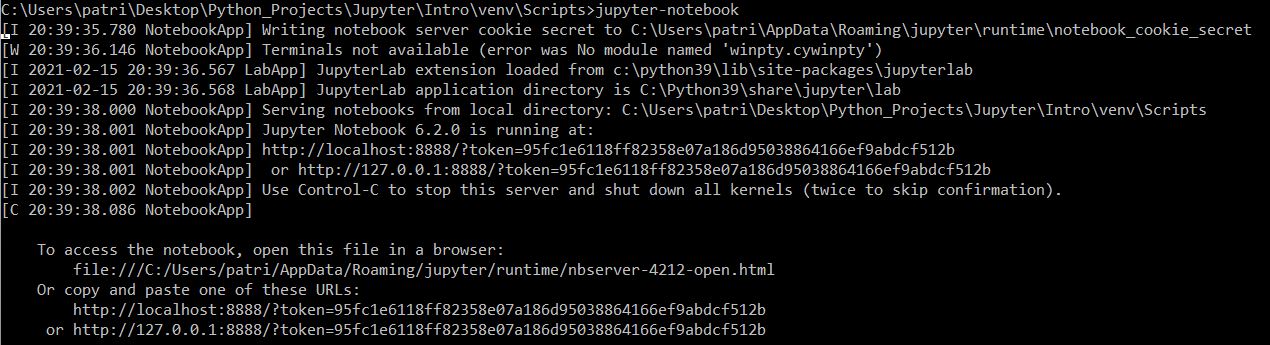 C:\Users\patri\Desktop\Python_Projects\Jupyter\Intro\venv\Scripts>jupyter-notebook
[I 20:39:35.780 NotebookApp] Writing notebook server cookie secret to C:\Users\patri\AppData\Roaming\jupyter\runtime\notebook_cookie_secret
[W 20:39:36.146 NotebookApp] Terminals not available (error was No module named 'winpty.cywinpty')
[I 2021-02-15 20:39:36.567 LabApp] JupyterLab extension loaded from c:\python39\lib\site-packages\jupyterlab
[I 2021-02-15 20:39:36.568 LabApp] JupyterLab application directory is C:\Python39\share\jupyter\lab
[I 20:39:38.000 NotebookApp] Serving notebooks from local directory: C:\Users\patri\Desktop\Python_Projects\Jupyter\Intro\venv\Scripts
[I 20:39:38.001 NotebookApp] Jupyter Notebook 6.2.0 is running at:
[I 20:39:38.001 NotebookApp] http://localhost:8888/?token=95fc1e6118ff82358e07a186d95038864166ef9abdcf512b
[I 20:39:38.001 NotebookApp]  or http://127.0.0.1:8888/?token=95fc1e6118ff82358e07a186d95038864166ef9abdcf512b
[I 20:39:38.002 NotebookApp] Use Control-C to stop this server and shut down all kernels (twice to skip confirmation).
[C 20:39:38.086 NotebookApp]
To access the notebook, open this file in a browser:
file:///C:/Users/patri/AppData/Roaming/jupyter/runtime/nbserver-4212-open.html
Or copy and paste one of these URLs:
http://localhost:8888/?token=95fc1e6118ff82358e07a186d95038864166ef9abdcf512b
or http://127.0.0.1:8888/?token=95fc1e6118ff82358e07a186d95038864166ef9abdcf512b